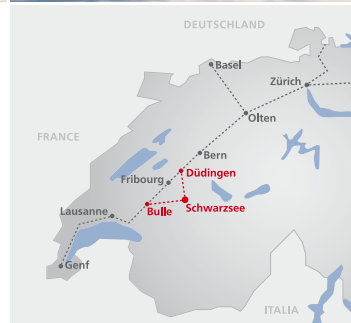 DEUTSCHLAND
Basel
Zürich
Olten
FRANCE
Bern
Düdingen
Fribourg
Lausanne
Bulle
Schwarzsee
Genf
ITALIA